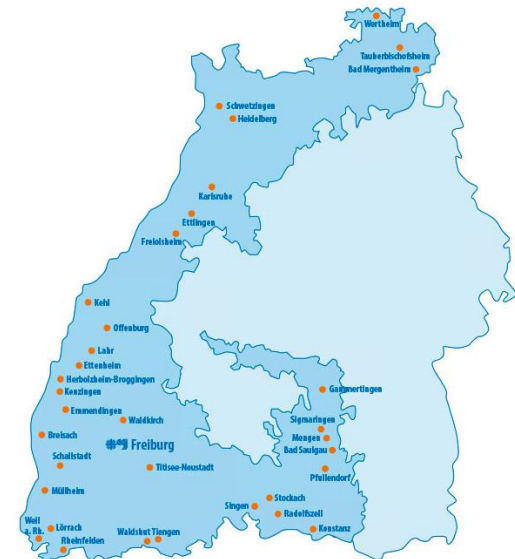 Wertheim
Tauberbischofsheim
Bad Mergentheim
Schwetzingen
Heidelberg
Karlsruhe
Ettlingen
Freiolsheim
Kehl
Offenburg
Lahr
Ettenheim
Herbolzheim-Broggingen
Kenzingen
Gammertingen
Emmendingen
Waldkirch
Sigmaringen
Breisach
Freiburg
Mengen
Bad Saulgau
Schallstadt
Titisee-Neustadt
Pfullendorf
Müllheim
Stockach
Singen
Radolfzell
Weil
a. Rh.
Lörrach
Rheinfelden
Waldshut Tiengen
Konstanz